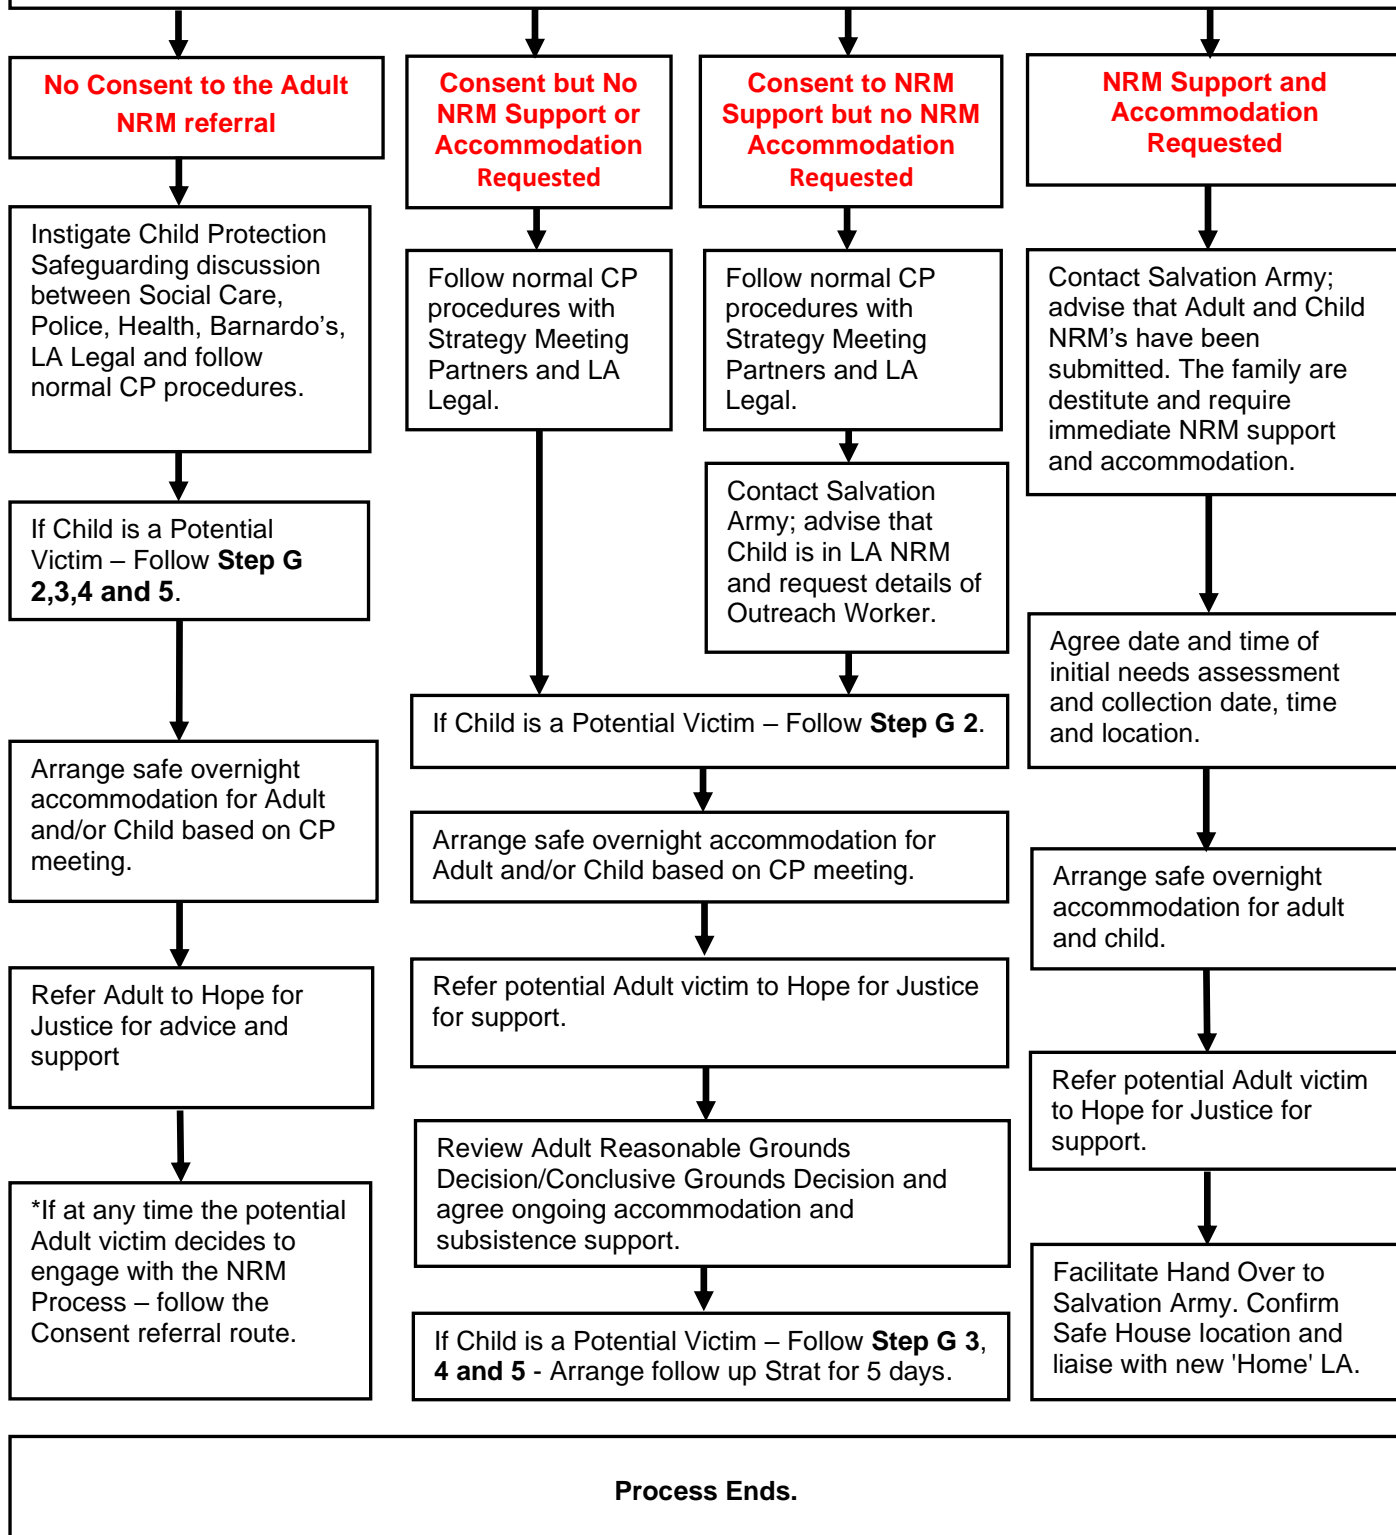 No Consent to the Adult
NRM referral
Instigate Child Protection
Safeguarding discussion
between Social Care,
Police, Health, Barnardo’s,
LA Legal and follow
normal CP procedures.
If Child is a Potential
Victim – Follow Step G
2,3,4 and 5.
Arrange safe overnight
accommodation for Adult
and/or Child based on CP
meeting.
Refer Adult to Hope for
Justice for advice and
support
*If at any time the potential
Adult victim decides to
engage with the NRM
Process – follow the
Consent referral route.
Consent but No
NRM Support or
Accommodation
Requested
Follow normal CP
procedures with
Strategy Meeting
Partners and LA
Legal.
Consent to NRM
Support but no NRM
Accommodation
Requested
Follow normal CP
procedures with
Strategy Meeting
Partners and LA
Legal.
Contact Salvation
Army; advise that
Child is in LA NRM
and request details of
Outreach Worker.
If Child is a Potential Victim – Follow Step G 2.
Arrange safe overnight accommodation for
Adult and/or Child based on CP meeting.
Refer potential Adult victim to Hope for Justice
for support.
Review Adult Reasonable Grounds
Decision/Conclusive Grounds Decision and
agree ongoing accommodation and
subsistence support.
If Child is a Potential Victim – Follow Step G 3,
4 and 5 - Arrange follow up Strat for 5 days.
NRM Support and
Accommodation
Requested
Contact Salvation Army;
advise that Adult and Child
NRM’s have been
submitted. The family are
destitute and require
immediate NRM support
and accommodation.
Agree date and time of
initial needs assessment
and collection date, time
and location.
Arrange safe overnight
accommodation for adult
and child.
Refer potential Adult victim
to Hope for Justice for
support.
Facilitate Hand Over to
Salvation Army. Confirm
Safe House location and
liaise with new 'Home' LA.
Process Ends.